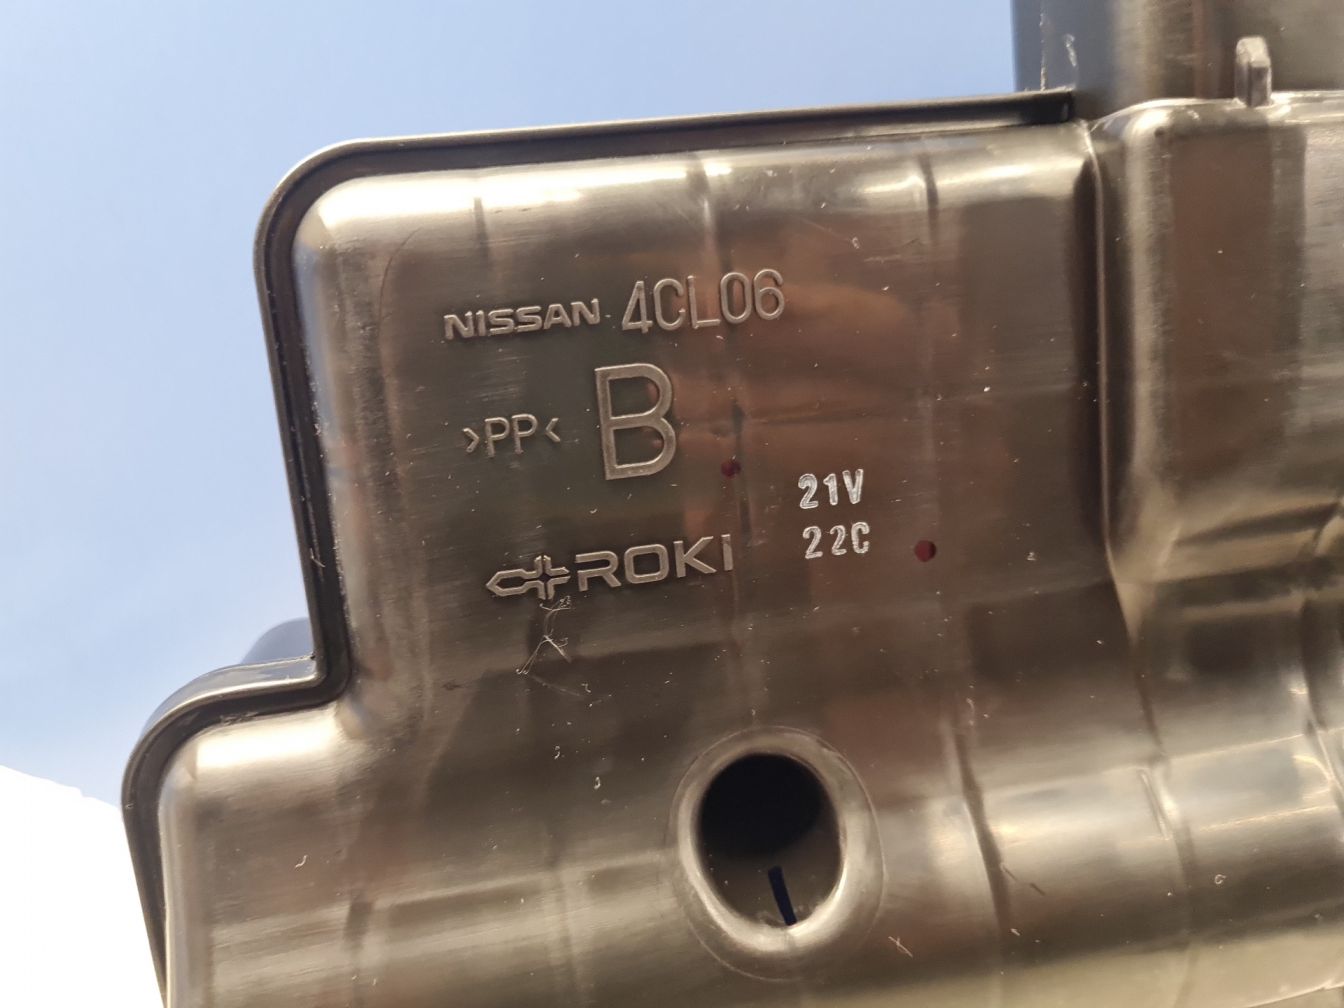 NISSAN 4CL06
>PP< B
21V
22C
ROKI